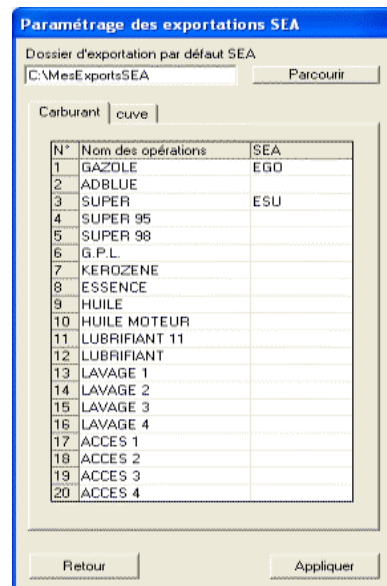 Paramétrage des exportations SEA
Dossier d'exportation par défaut SEA
C:\MesExportsSEA Parcourir
Carburant cuve
N° Nom des opérations SEA
1 GAZOLE EGO
2 ADBLUE
3 SUPER ESU
4 SUPER 95
5 SUPER 98
6 G.P.L.
7 KEROZENE
8 ESSENCE
9 HUILE
10 HUILE MOTEUR
11 LUBRIFIANT 11
12 LUBRIFIANT
13 LAVAGE 1
14 LAVAGE 2
15 LAVAGE 3
16 LAVAGE 4
17 ACCES 1
18 ACCES 2
19 ACCES 3
20 ACCES 4
Retour Appliquer